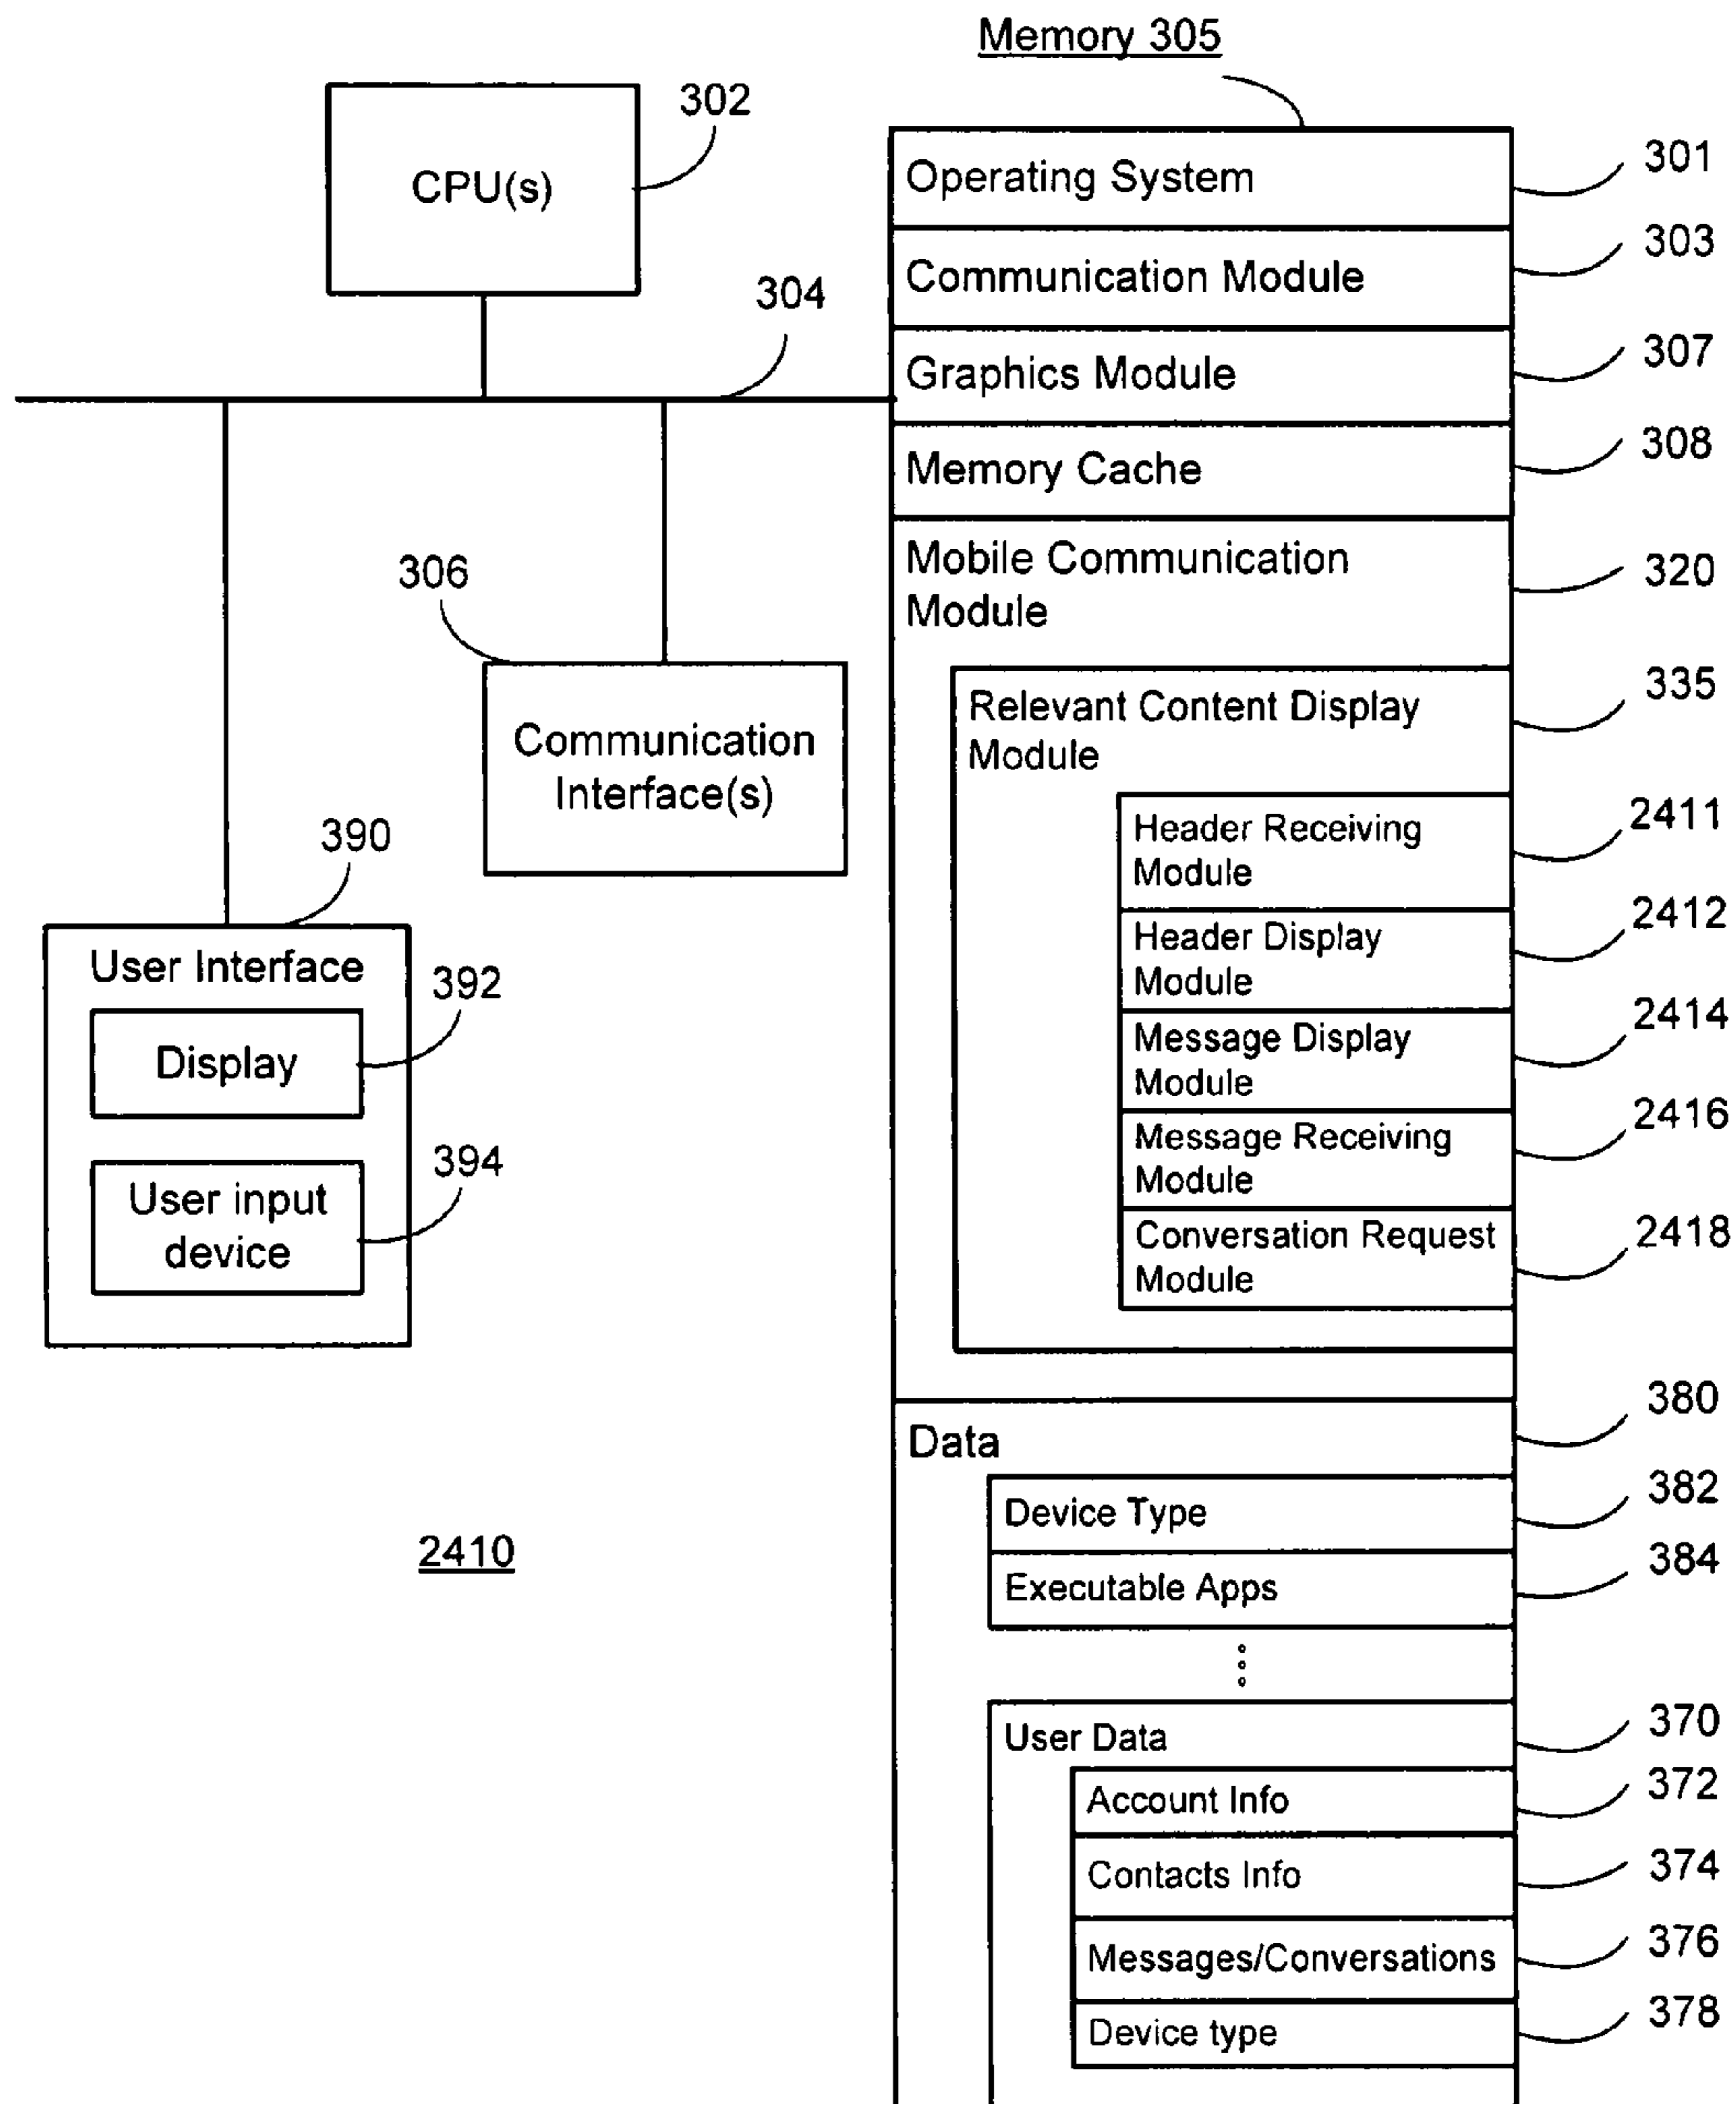 Memory 305
302
CPU(s)
304
306
Communication
Interface(s)
390
User Interface
392
Display
394
User input
device
2410
Operating System
301
Communication Module
303
Graphics Module
307
Memory Cache
308
Mobile Communication
Module
320
Relevant Content Display
Module
335
Header Receiving
Module
2411
Header Display
Module
2412
Message Display
Module
2414
Message Receiving
Module
2416
Conversation Request
Module
2418
Data
380
Device Type
382
Executable Apps
384
User Data
370
Account Info
372
Contacts Info
374
Messages/Conversations
376
Device type
378